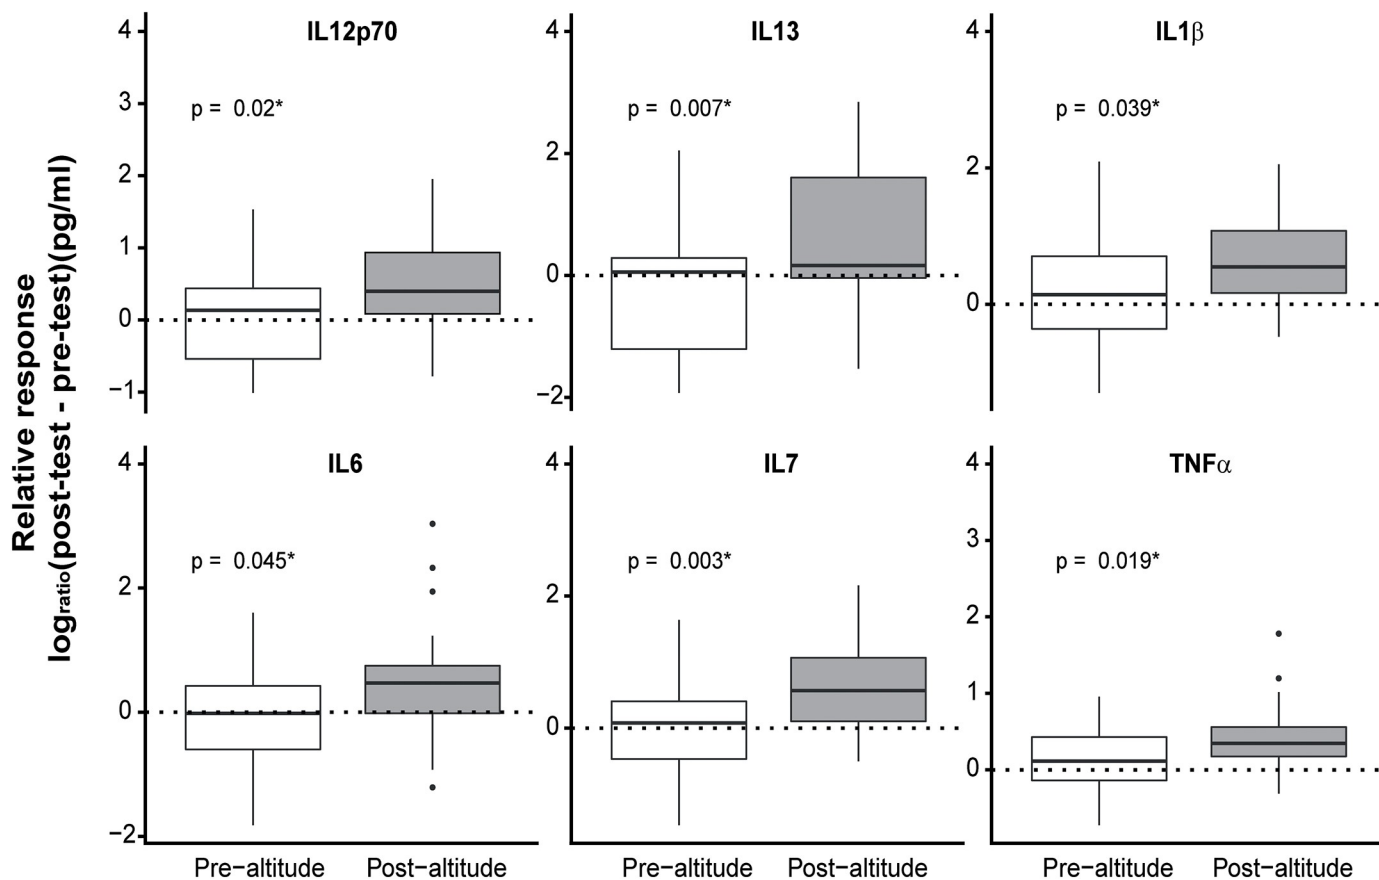 Relative response
logratio(post-test - pre-test)(pg/ml)
IL12p70
p = 0.02*
4
3
2
1
0
−1
IL13
p = 0.007*
4
2
0
−2
IL1β
p = 0.039*
4
2
0
IL6
p = 0.045*
4
2
0
−2
Pre−altitude Post−altitude
IL7
p = 0.003*
4
2
0
Pre−altitude Post−altitude
TNFα
p = 0.019*
4
3
2
1
0
Pre−altitude Post−altitude